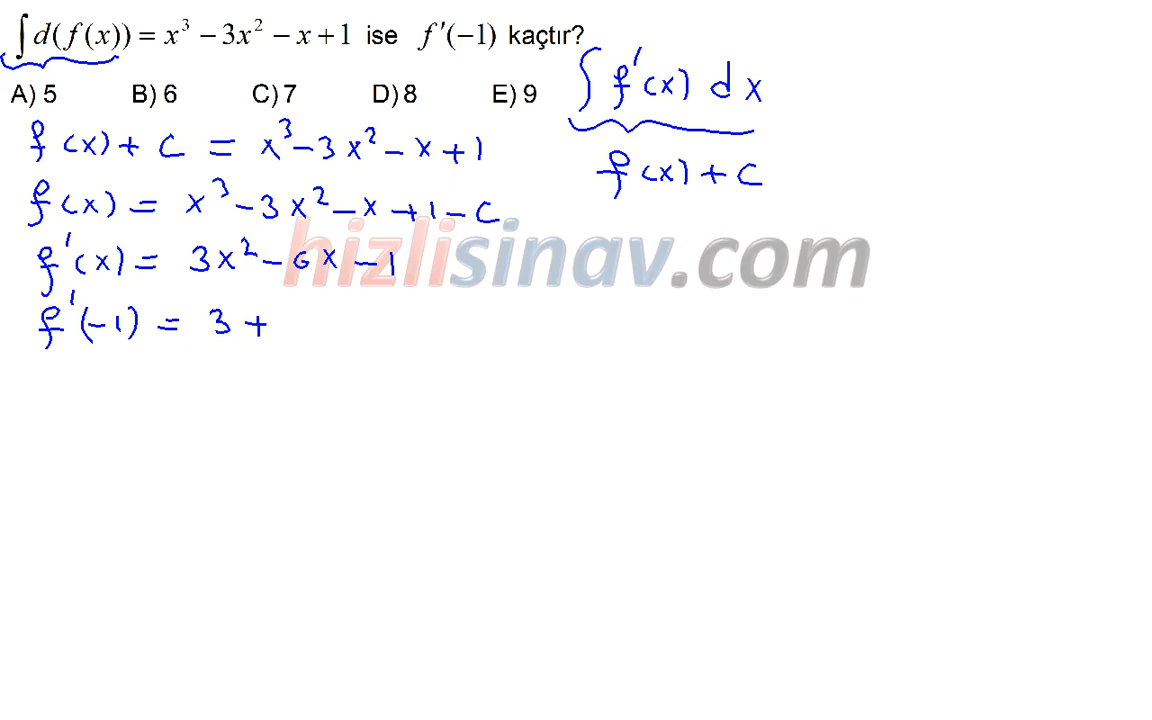 ∫ d(f(x)) = x³ − 3x² − x + 1 ise f'(−1) kaçtır?
A) 5 B) 6 C) 7 D) 8 E) 9
∫ f'(x) dx
f(x) + c = x³ − 3x² − x + 1
f(x) + c
f(x) = x³ − 3x² − x + 1 − c
f'(x) = 3x² − 6x − 1
hizlisinav.com
f'(−1) = 3 +